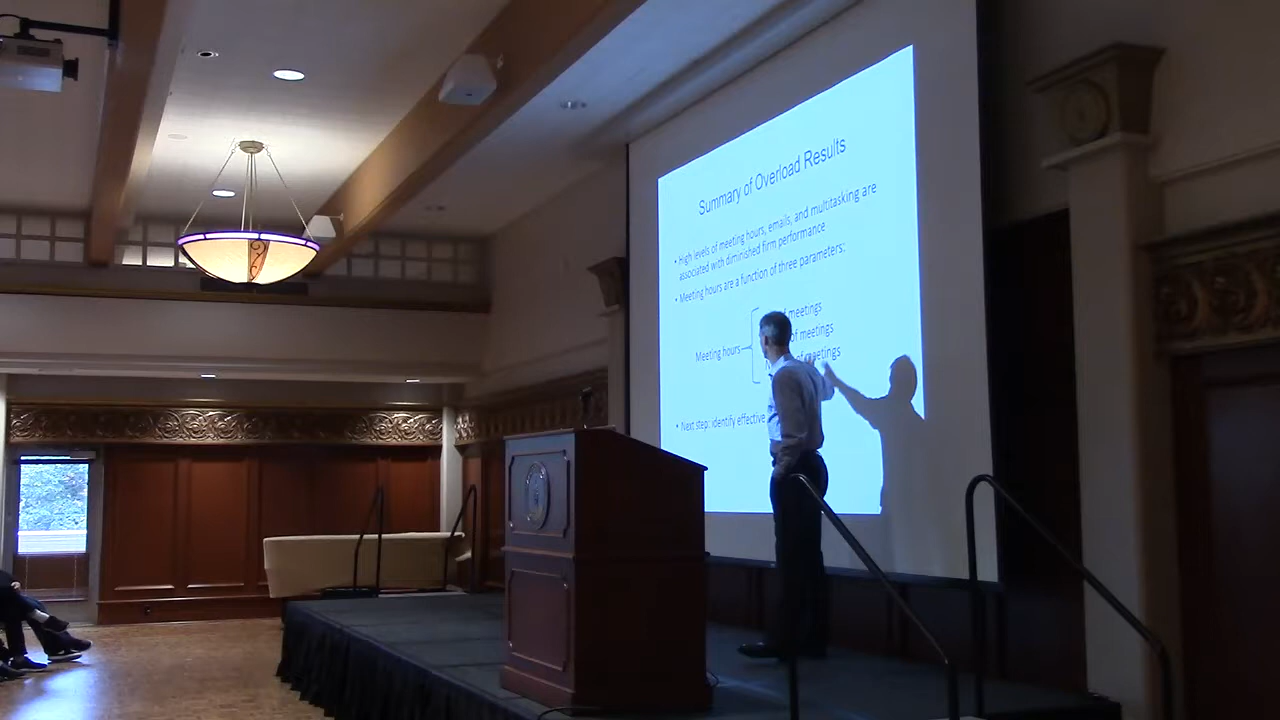 Summary of Overload Results
• High levels of meeting hours, emails, and multitasking are
associated with diminished firm performance
• Meeting hours are a function of three parameters:
meetings
of meetings
Meeting hours
of meetings
• Next step: identify effective